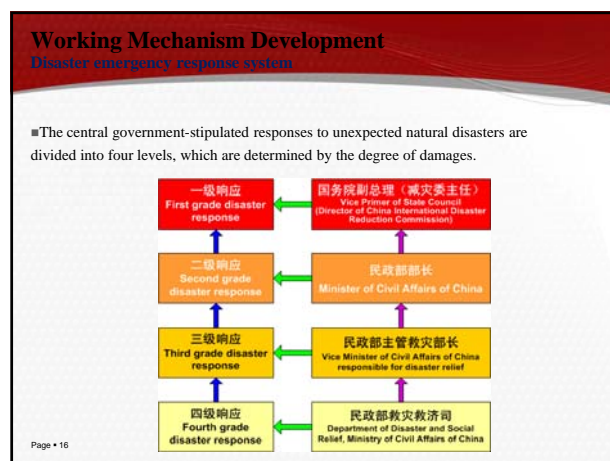 Working Mechanism Development
Disaster emergency response system
■The central government-stipulated responses to unexpected natural disasters are
divided into four levels, which are determined by the degree of damages.
一级响应
First grade disaster
response
国务院副总理（减灾委主任）
Vice Primer of State Council
(Director of China International Disaster
Reduction Commission)
二级响应
Second grade
disaster response
民政部部长
Minister of Civil Affairs of China
三级响应
Third grade disaster
response
民政部主管救灾部长
Vice Minister of Civil Affairs of China
responsible for disaster relief
四级响应
Fourth grade
disaster response
民政部救灾救济司
Department of Disaster and Social
Relief, Ministry of Civil Affairs of China
Page ▪ 16